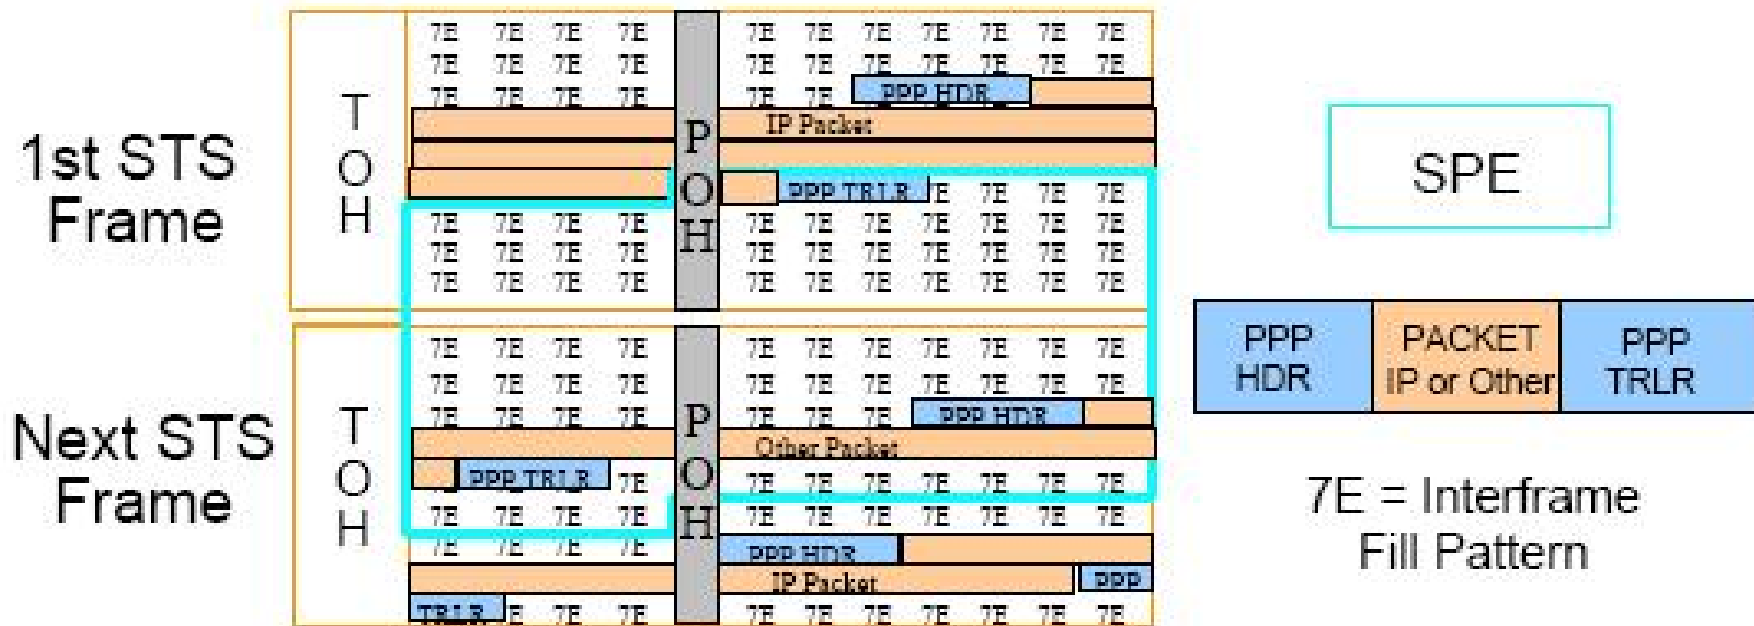 1st STS
Frame
T
O
H
7E 7E 7E 7E 7E 7E 7E 7E 7E 7E 7E
7E 7E 7E 7E 7E 7E 7E 7E 7E 7E 7E
7E 7E 7E 7E 7E 7E PPP HDR
P
O
H
IP Packet
PPP TRLR 7E 7E 7E 7E
7E 7E 7E 7E 7E 7E 7E 7E 7E 7E 7E
7E 7E 7E 7E 7E 7E 7E 7E 7E 7E 7E
7E 7E 7E 7E 7E 7E 7E 7E 7E 7E 7E
Next STS
Frame
T
O
H
7E 7E 7E 7E 7E 7E 7E 7E 7E 7E 7E
7E 7E 7E 7E 7E 7E 7E 7E 7E 7E 7E
7E 7E 7E 7E 7E 7E 7E PPP HDR
P
O
H
Other Packet
PPP TRLR 7E 7E 7E 7E 7E 7E 7E 7E
7E 7E 7E 7E 7E 7E 7E 7E 7E 7E 7E
7E 7E 7E 7E PPP HDR
IP Packet PPP
TRLR 7E 7E 7E 7E 7E 7E 7E 7E 7E 7E
SPE
PPP
HDR
PACKET
IP or Other
PPP
TRLR
7E = Interframe
Fill Pattern